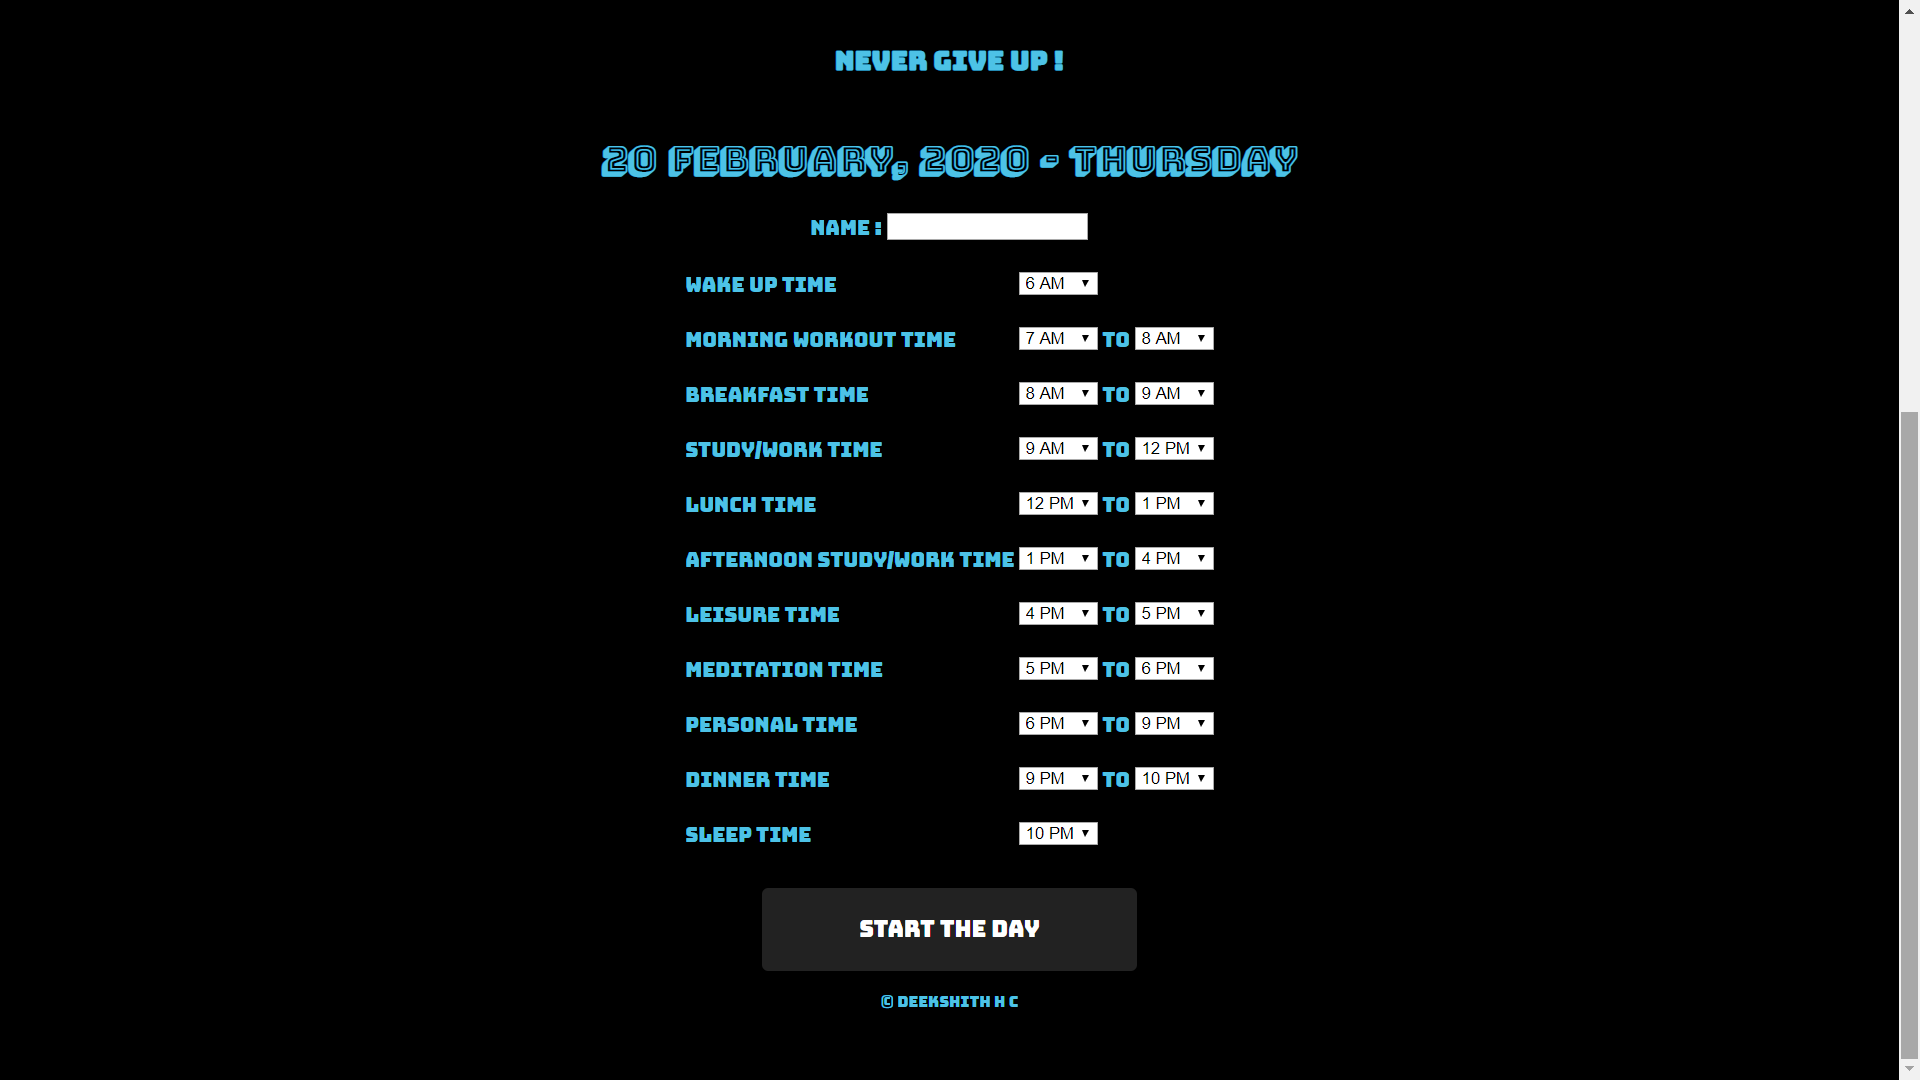 NEVER GIVE UP !
20 FEBRUARY, 2020 - THURSDAY
NAME :
WAKE UP TIME 6 AM
MORNING WORKOUT TIME 7 AM TO 8 AM
BREAKFAST TIME 8 AM TO 9 AM
STUDY/WORK TIME 9 AM TO 12 PM
LUNCH TIME 12 PM TO 1 PM
AFTERNOON STUDY/WORK TIME 1 PM TO 4 PM
LEISURE TIME 4 PM TO 5 PM
MEDITATION TIME 5 PM TO 6 PM
PERSONAL TIME 6 PM TO 9 PM
DINNER TIME 9 PM TO 10 PM
SLEEP TIME 10 PM
START THE DAY
© DEEKSHITH H C